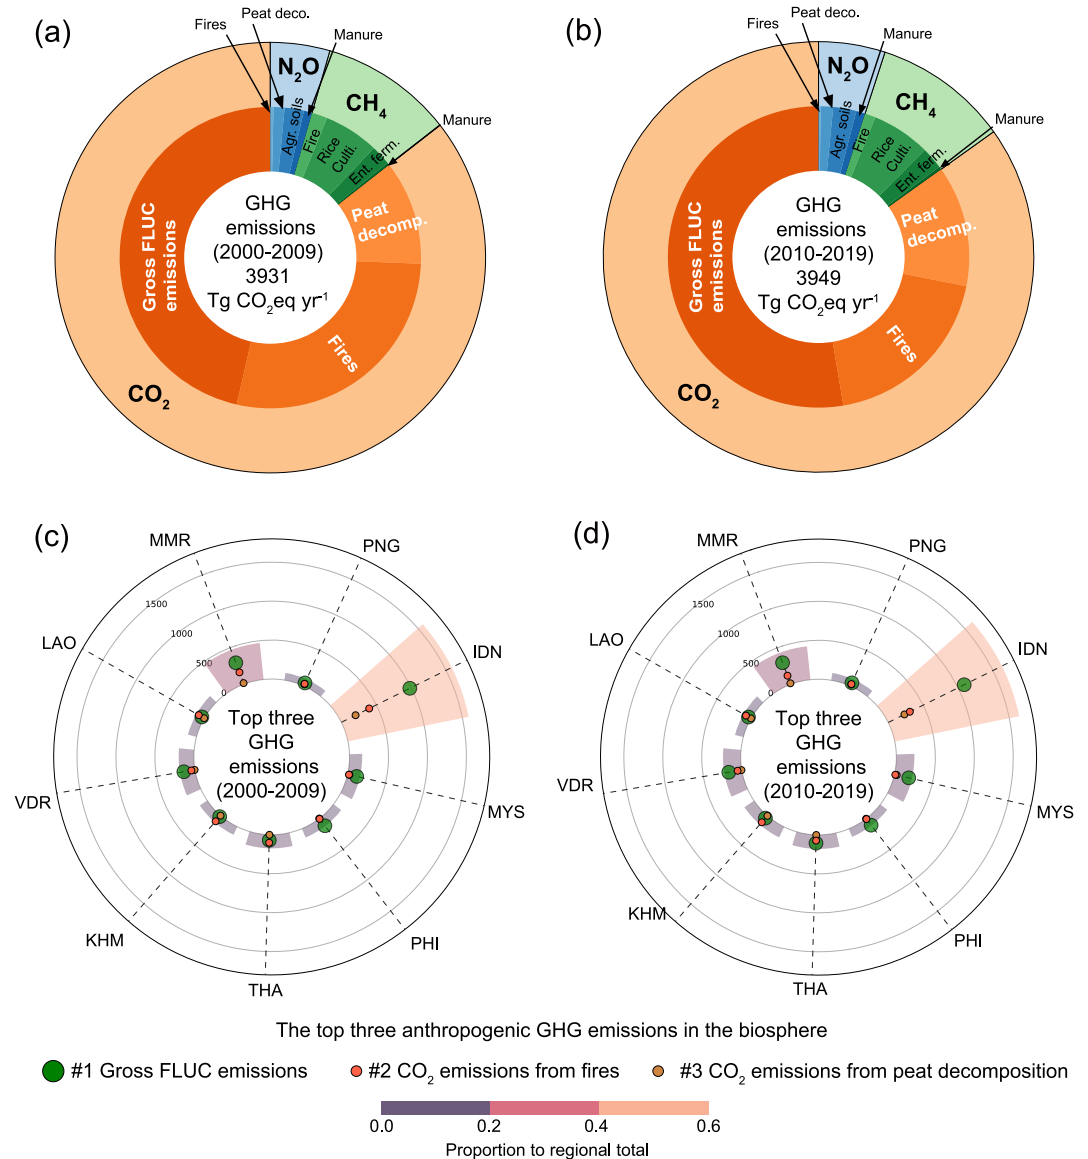 (a)
Fires
Peat deco.
Manure
N₂O
CH₄
Manure
Agr. soils
Fire
Rice
Culti.
Ent. ferm.
Peat
decomp.
Gross FLUC
emissions
Fires
CO₂
GHG
emissions
(2000-2009)
3931
Tg CO₂eq yr⁻¹
(b)
Fires
Peat deco.
Manure
N₂O
CH₄
Manure
Agr. soils
Fire
Rice
Culti.
Ent. ferm.
Peat
decomp.
Gross FLUC
emissions
Fires
CO₂
GHG
emissions
(2010-2019)
3949
Tg CO₂eq yr⁻¹
(c)
MMR
PNG
LAO
IDN
VDR
MYS
KHM
PHI
THA
1500
1000
500
0
Top three
GHG
emissions
(2000-2009)
(d)
MMR
PNG
LAO
IDN
VDR
MYS
KHM
PHI
THA
1500
1000
500
0
Top three
GHG
emissions
(2010-2019)
The top three anthropogenic GHG emissions in the biosphere
#1 Gross FLUC emissions
#2 CO₂ emissions from fires
#3 CO₂ emissions from peat decomposition
0.0 0.2 0.4 0.6
Proportion to regional total